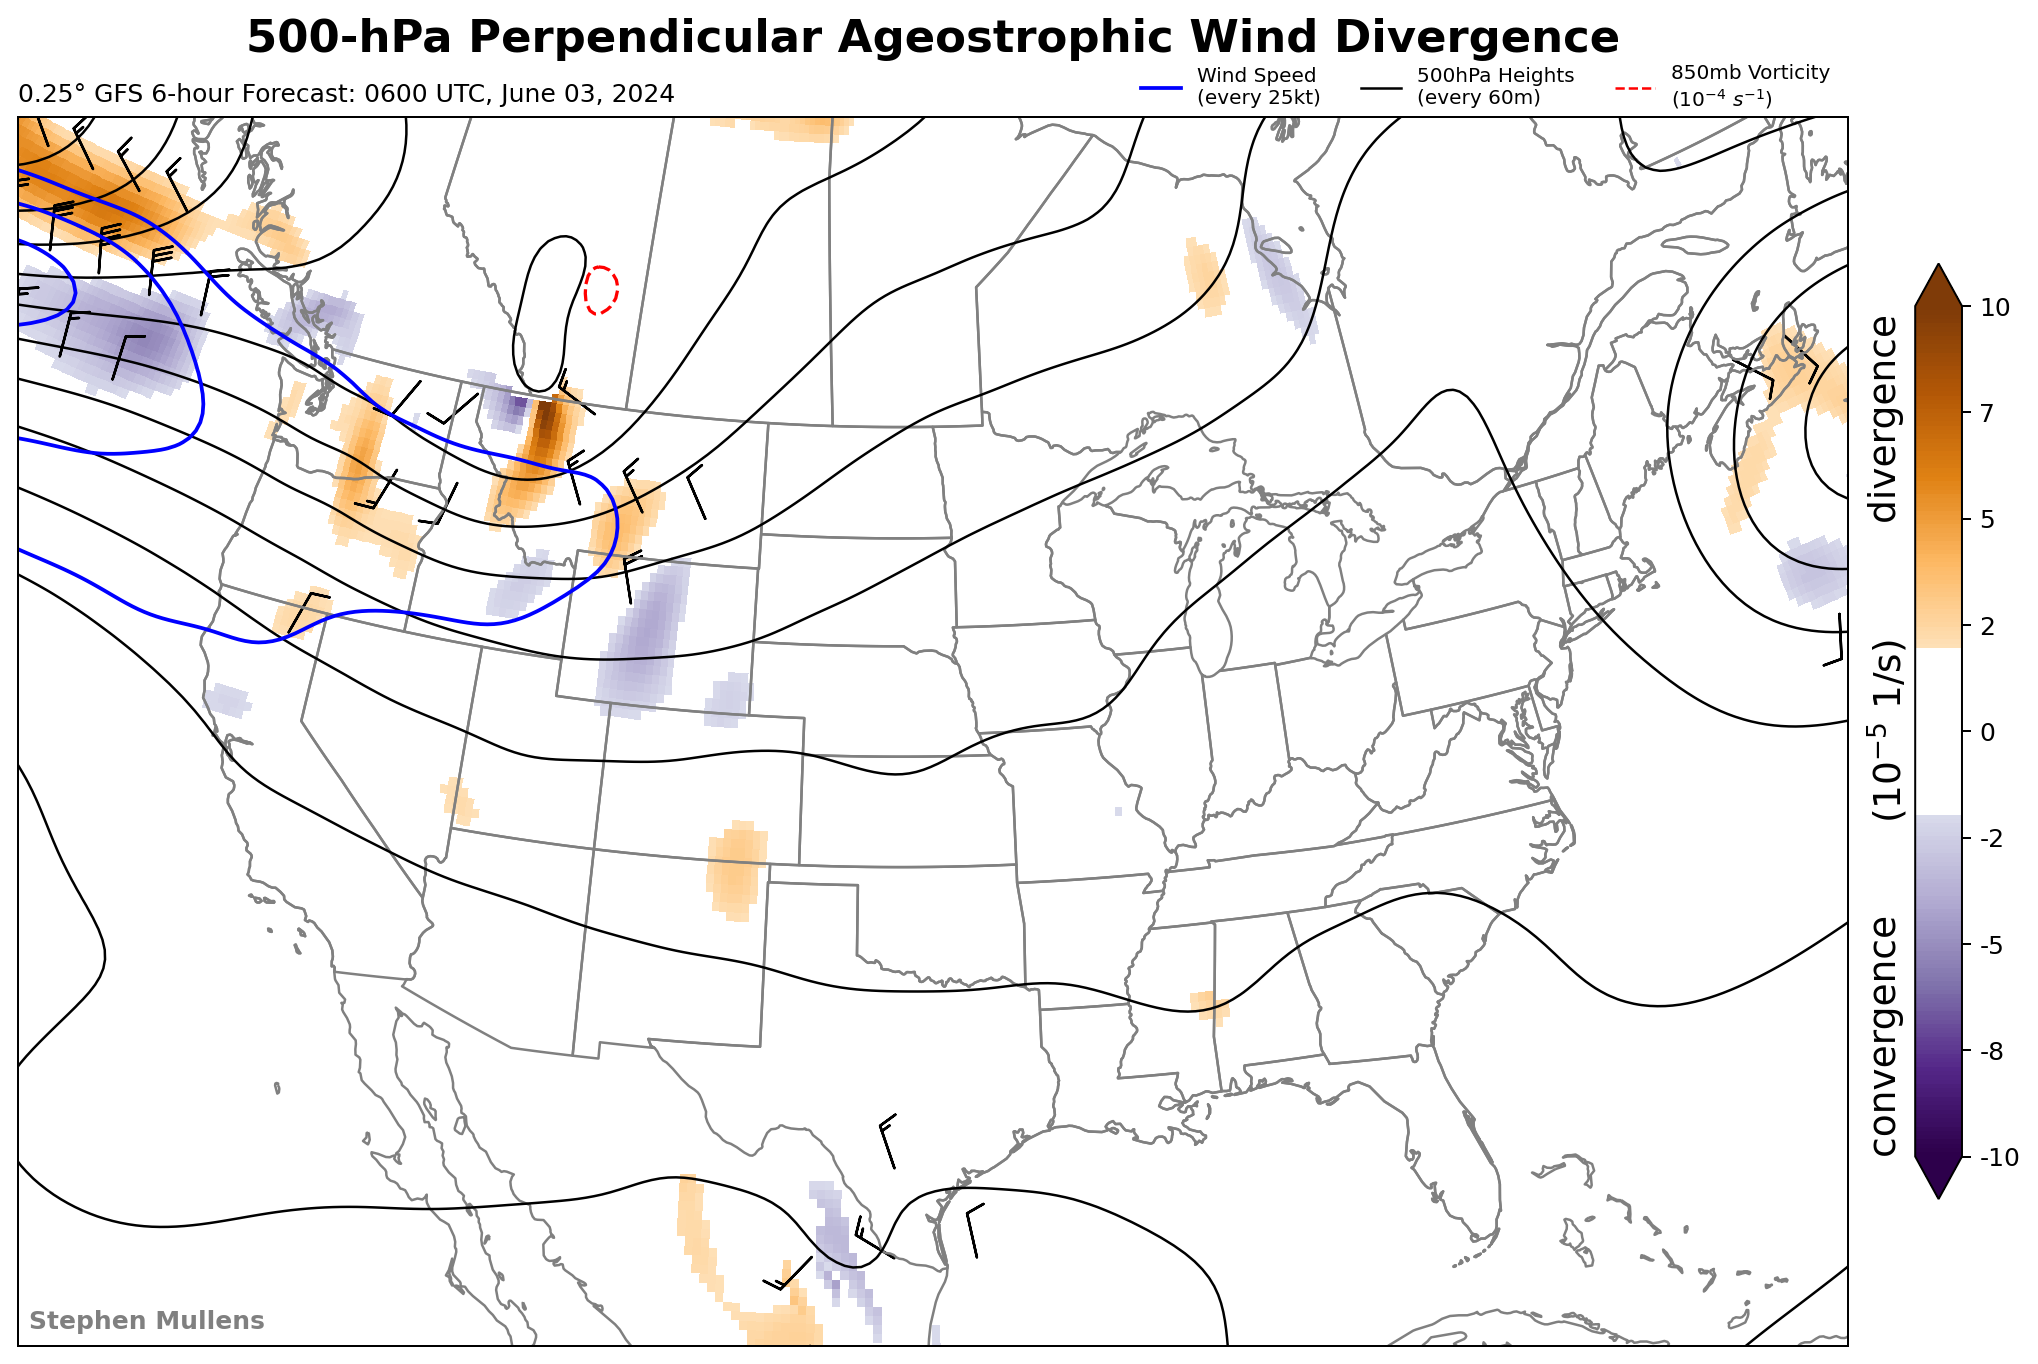 500-hPa Perpendicular Ageostrophic Wind Divergence
0.25° GFS 6-hour Forecast: 0600 UTC, June 03, 2024
Wind Speed
(every 25kt)
500hPa Heights
(every 60m)
850mb Vorticity
(10⁻⁴ s⁻¹)
10
7
5
2
0
-2
-5
-8
-10
convergence (10⁻⁵ 1/s) divergence
Stephen Mullens